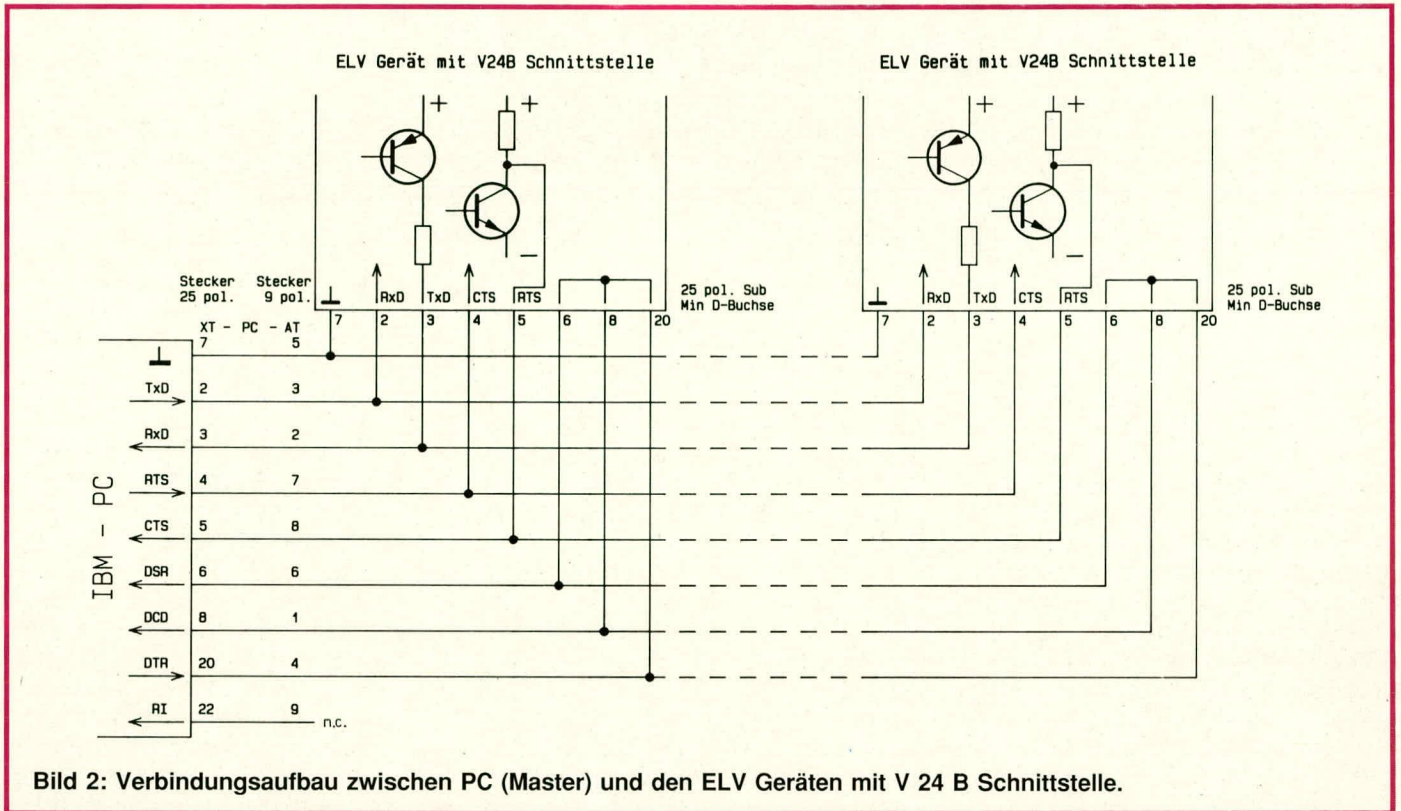 ELV Gerät mit V24B Schnittstelle
ELV Gerät mit V24B Schnittstelle
+
+
+
+
−
−
Stecker 25 pol.
Stecker 9 pol.
RxD
TxD
CTS
RTS
25 pol. Sub
Min D-Buchse
RxD
TxD
CTS
RTS
25 pol. Sub
Min D-Buchse
7 2 3 4 5 6 8 20
7 2 3 4 5 6 8 20
XT - PC - AT
7 5
TxD 2 3
RxD 3 2
RTS 4 7
CTS 5 8
DSR 6 6
DCD 8 1
DTR 20 4
RI 22 9 n.c.
IBM - PC
Bild 2: Verbindungsaufbau zwischen PC (Master) und den ELV Geräten mit V 24 B Schnittstelle.